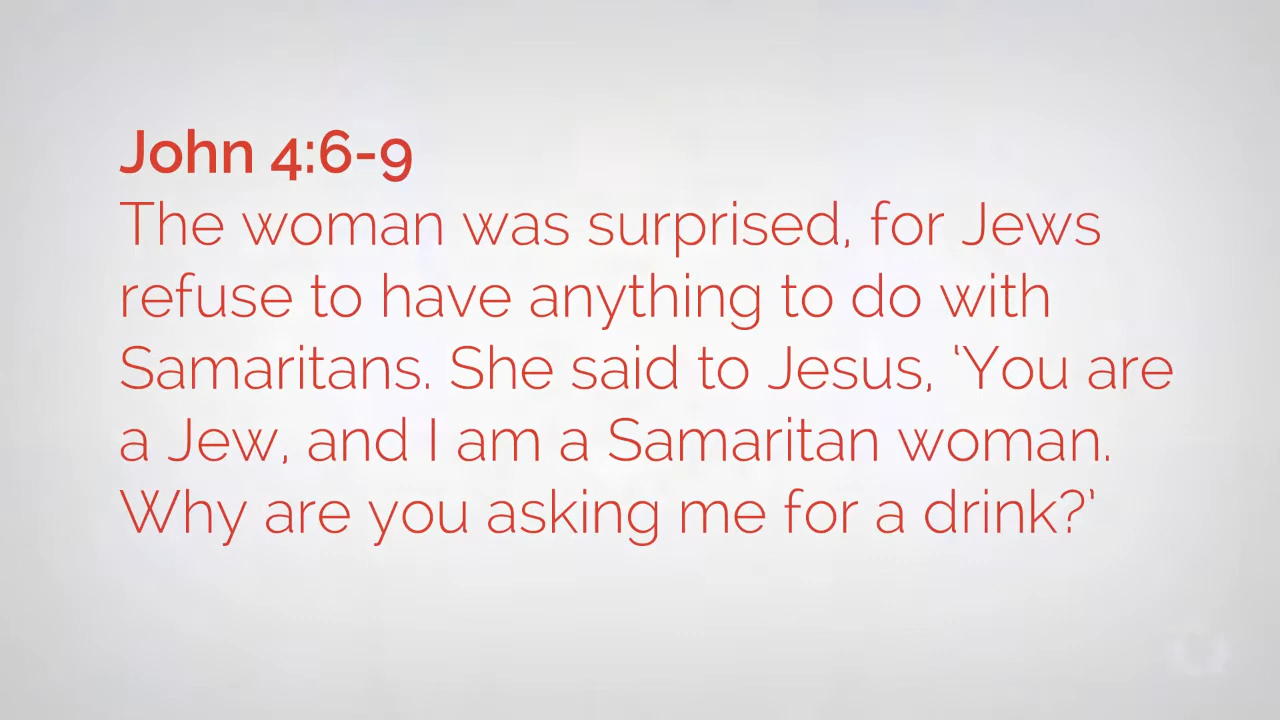 John 4:6-9
The woman was surprised, for Jews
refuse to have anything to do with
Samaritans. She said to Jesus, ‘You are
a Jew, and I am a Samaritan woman.
Why are you asking me for a drink?’